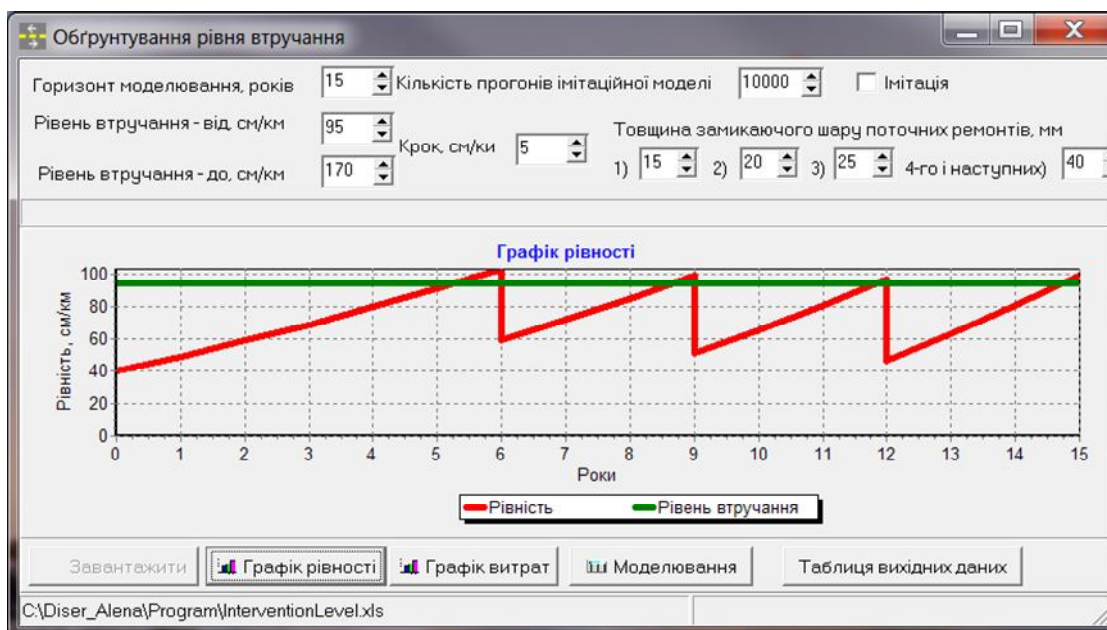 Обґрунтування рівня втручання
Горизонт моделювання, років 15 Кількість прогонів імітаційної моделі 10000 Імітація
Рівень втручання - від, см/км 95
Крок, см/ки 5
Товщина замикаючого шару поточних ремонтів, мм
Рівень втручання - до, см/км 170
1) 15 2) 20 3) 25 4-го і наступних) 40
Графік рівності
Рівність, см/км
100
80
60
40
20
0
0 1 2 3 4 5 6 7 8 9 10 11 12 13 14 15
Роки
Рівність Рівень втручання
Завантажити Графік рівності Графік витрат Моделювання Таблиця вихідних даних
C:\Diser_Alena\Program\InterventionLevel.xls